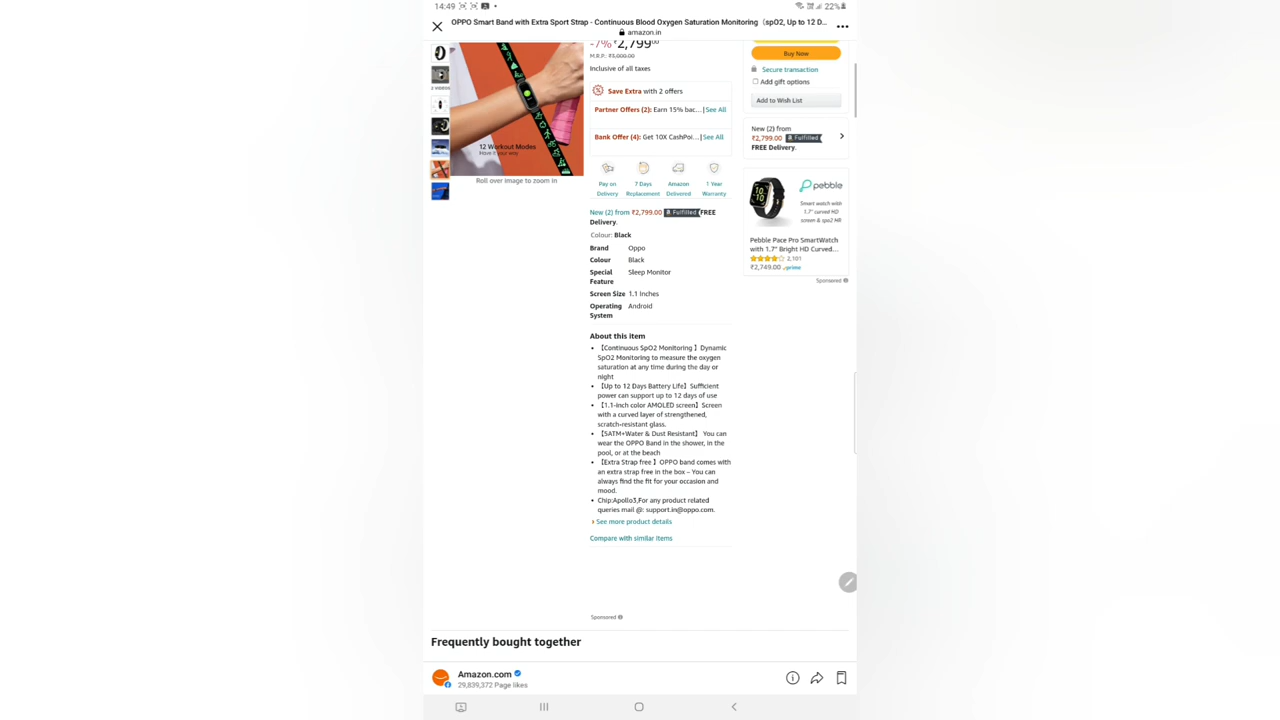 14:49
22%
OPPO Smart Band with Extra Sport Strap - Continuous Blood Oxygen Saturation Monitoring（spO2, Up to 12 D...
amazon.in
-7% ₹2,799⁰⁰
M.R.P.: ₹3,000.00
Inclusive of all taxes
Save Extra with 2 offers
Partner Offers (2): Earn 15% bac... | See All
Bank Offer (4): Get 10X CashPoi... | See All
Pay on Delivery
7 Days Replacement
Amazon Delivered
1 Year Warranty
New (2) from ₹2,799.00 Fulfilled FREE
Delivery.
Colour: Black
Brand Oppo
Colour Black
Special Feature Sleep Monitor
Screen Size 1.1 Inches
Operating System Android
About this item
• 【Continuous SpO2 Monitoring 】Dynamic
SpO2 Monitoring to measure the oxygen
saturation at any time during the day or
night
• 【Up to 12 Days Battery Life】Sufficient
power can support up to 12 days of use
• 【1.1-inch color AMOLED screen】Screen
with a curved layer of strengthened,
scratch-resistant glass.
• 【5ATM+Water & Dust Resistant】 You can
wear the OPPO Band in the shower, in the
pool, or at the beach
• 【Extra Strap free 】OPPO band comes with
an extra strap free in the box – You can
always find the fit for your occasion and
mood.
• Chip:Apollo3,For any product related
queries mail @: support.in@oppo.com.
See more product details
Compare with similar items
Sponsored
2 VIDEOS
12 Workout Modes
Move it your way
Roll over image to zoom in
Buy Now
Secure transaction
Add gift options
Add to Wish List
New (2) from
₹2,799.00 Fulfilled
FREE Delivery.
pebble
Smart watch with
1.7" curved HD
screen & spo2 HR
Pebble Pace Pro SmartWatch
with 1.7" Bright HD Curved...
2,101
₹2,749.00 prime
Sponsored
Frequently bought together
Amazon.com
29,839,372 Page likes